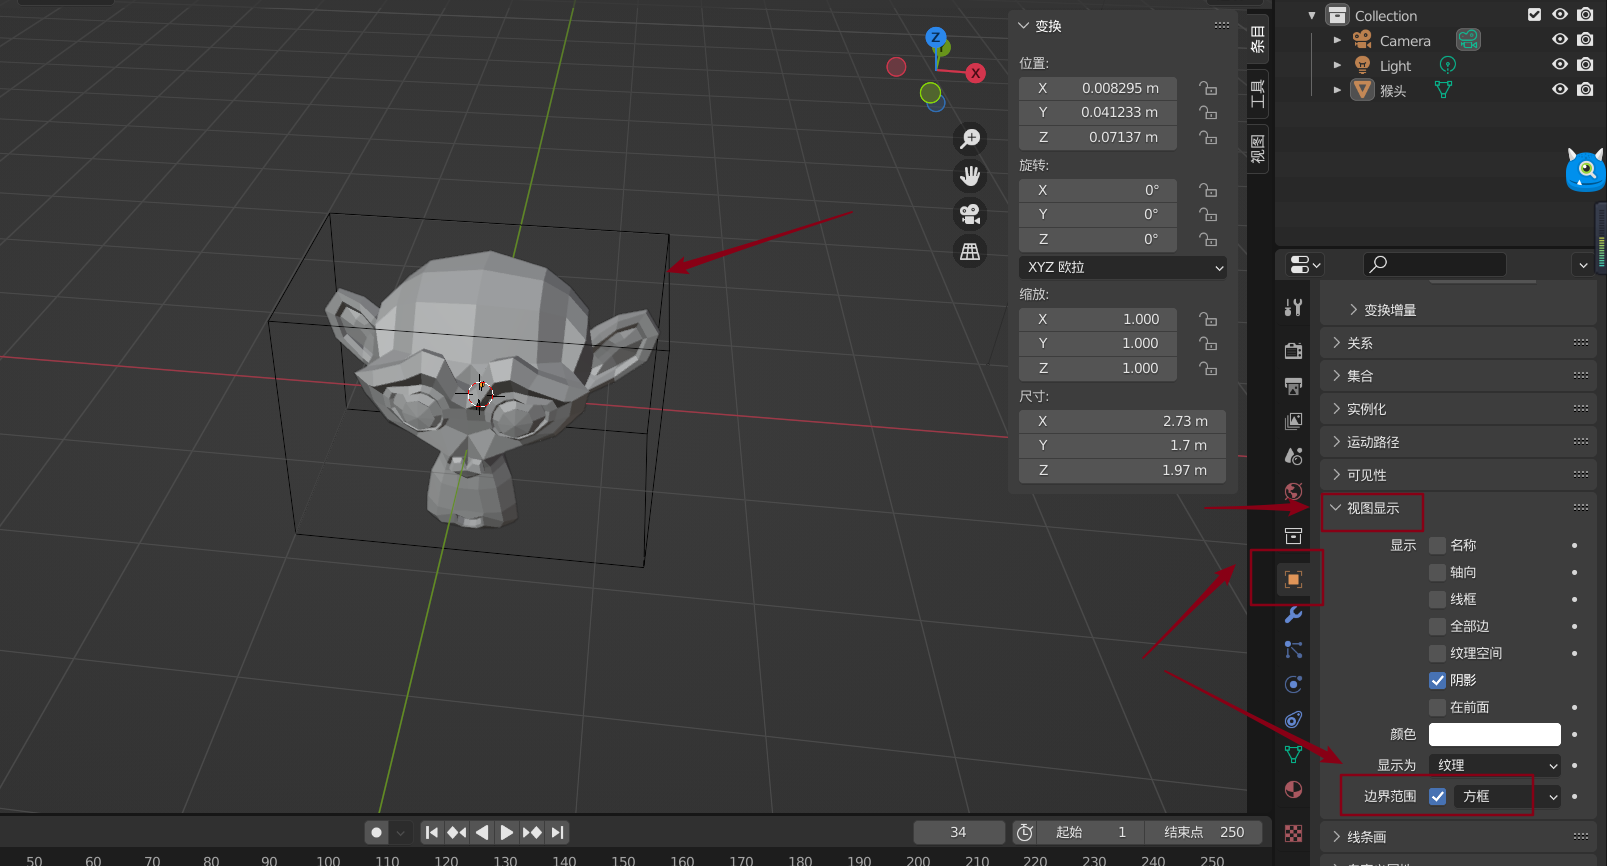 Z
X
变换
位置:
X 0.008295 m
Y 0.041233 m
Z 0.07137 m
旋转:
X 0°
Y 0°
Z 0°
XYZ 欧拉
缩放:
X 1.000
Y 1.000
Z 1.000
尺寸:
X 2.73 m
Y 1.7 m
Z 1.97 m
条目
工具
视图
Collection
Camera
Light
猴头
变换增量
关系
集合
实例化
运动路径
可见性
视图显示
显示 名称
轴向
线框
全部边
纹理空间
阴影
在前面
颜色
显示为 纹理
边界范围 方框
线条画
34 起始 1 结束点 250
50 60 70 80 90 100 110 120 130 140 150 160 170 180 190 200 210 220 230 240 250